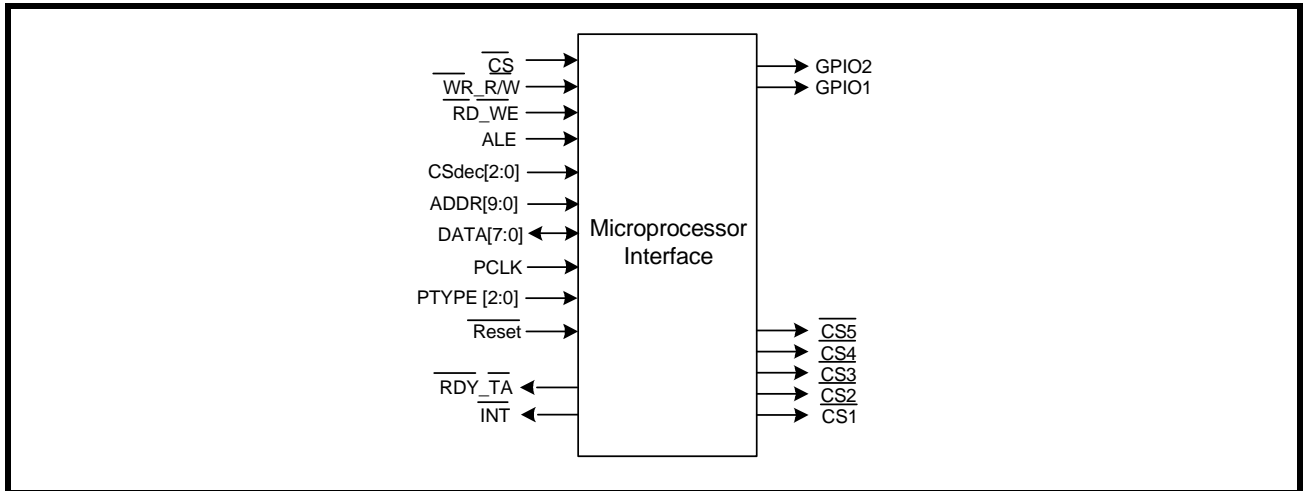 CS
WR_R/W
RD_WE
ALE
CSdec[2:0]
ADDR[9:0]
DATA[7:0]
PCLK
PTYPE [2:0]
Reset
RDY_TA
INT
Microprocessor
Interface
GPIO2
GPIO1
CS5
CS4
CS3
CS2
CS1